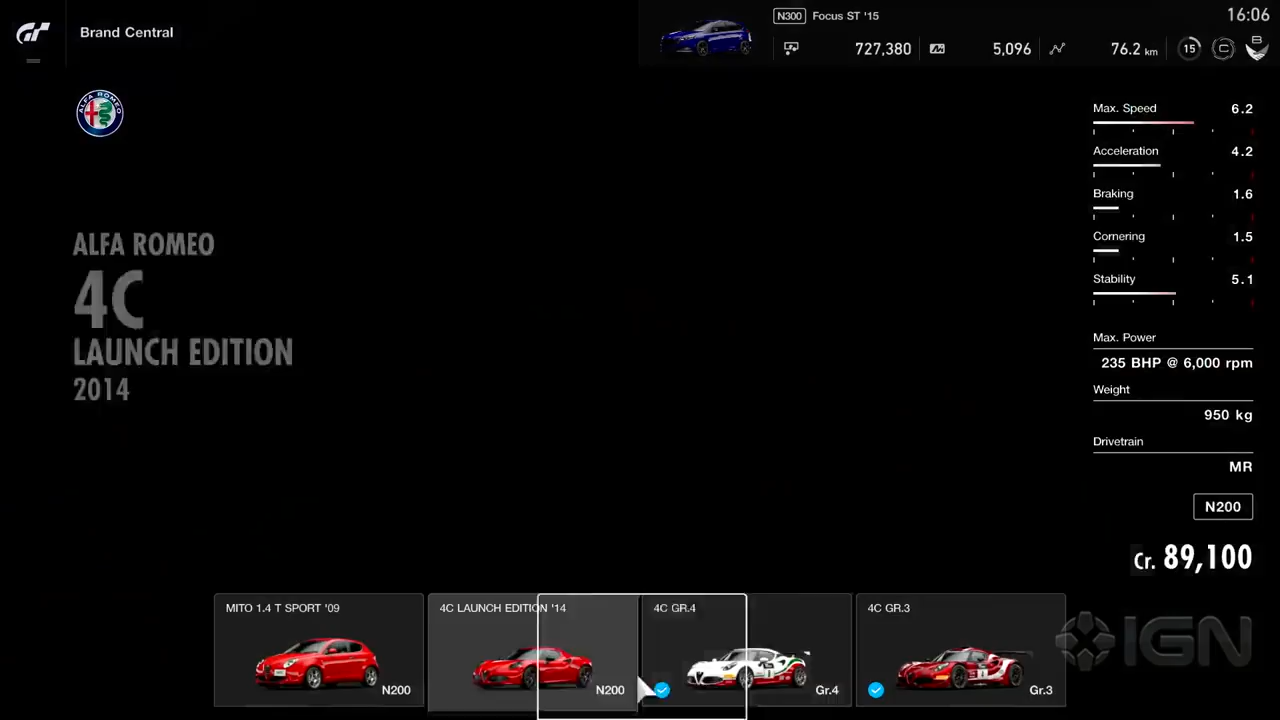 Brand Central
N300 Focus ST '15
727,380
5,096
76.2 km
15
C
B
16:06
ALFA ROMEO
ALFA ROMEO
4C
LAUNCH EDITION
2014
Max. Speed 6.2
Acceleration 4.2
Braking 1.6
Cornering 1.5
Stability 5.1
Max. Power
235 BHP @ 6,000 rpm
Weight
950 kg
Drivetrain
MR
N200
Cr. 89,100
MITO 1.4 T SPORT '09
N200
4C LAUNCH EDITION '14
N200
4C GR.4
Gr.4
4C GR.3
Gr.3
IGN